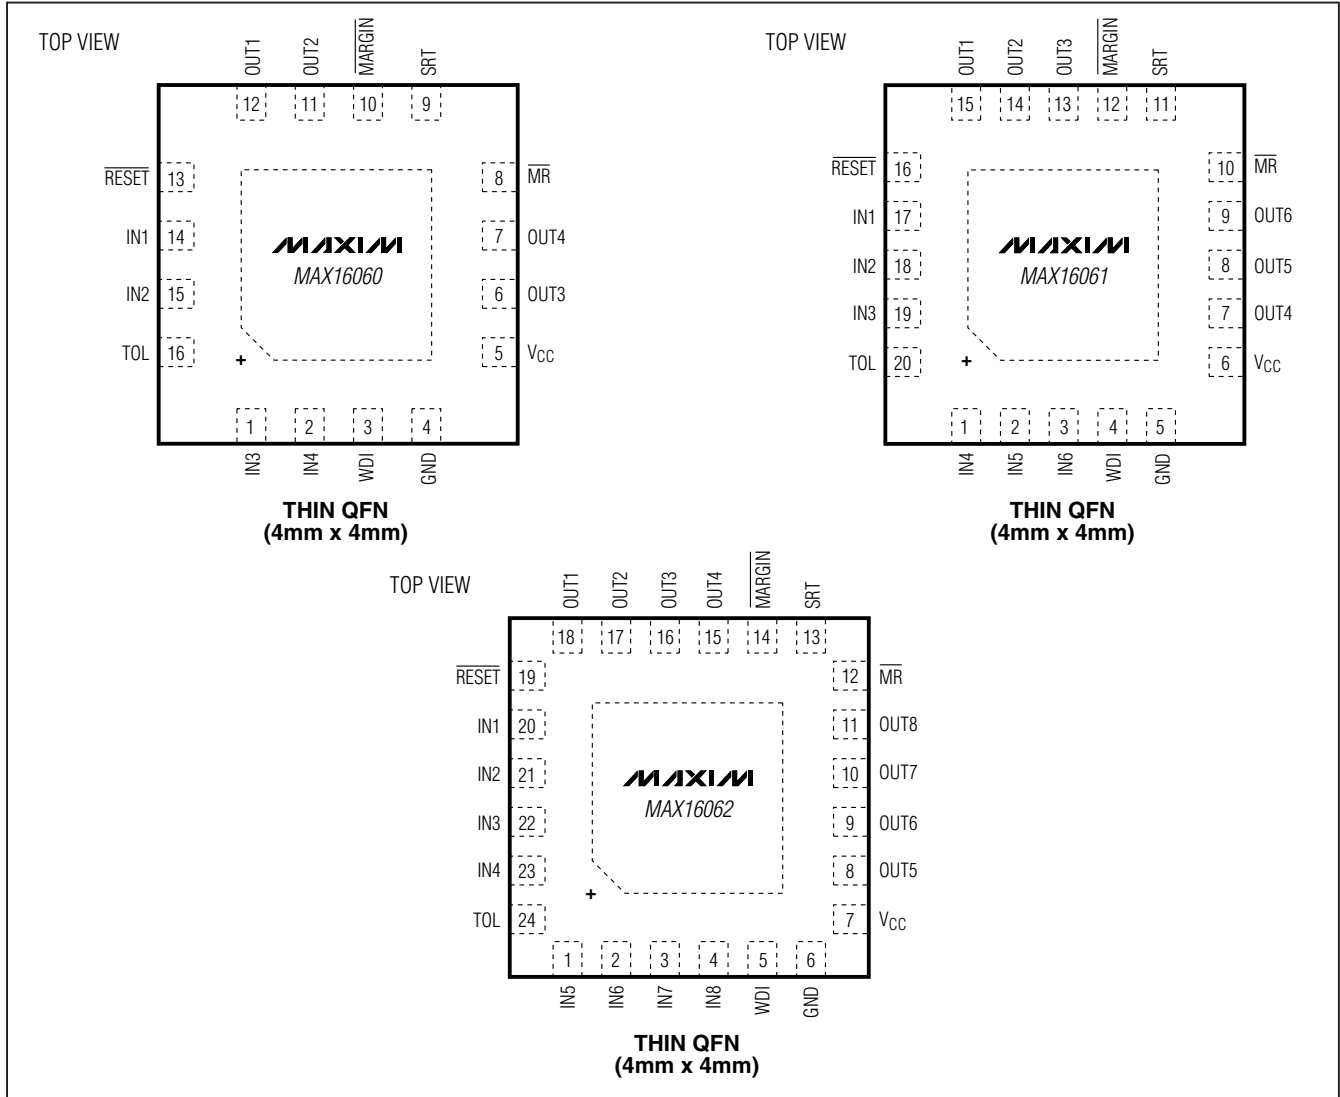 TOP VIEW
OUT1
OUT2
MARGIN
SRT
12
11
10
9
RESET
13
8
MR
IN1
14
7
OUT4
IN2
15
6
OUT3
TOL
16
5
VCC
MAXIM
MAX16060
+
1
2
3
4
IN3
IN4
WDI
GND
THIN QFN
(4mm x 4mm)
TOP VIEW
OUT1
OUT2
OUT3
MARGIN
SRT
15
14
13
12
11
RESET
16
10
MR
IN1
17
9
OUT6
IN2
18
8
OUT5
IN3
19
7
OUT4
TOL
20
6
VCC
MAXIM
MAX16061
+
1
2
3
4
5
IN4
IN5
IN6
WDI
GND
THIN QFN
(4mm x 4mm)
TOP VIEW
OUT1
OUT2
OUT3
OUT4
MARGIN
SRT
18
17
16
15
14
13
RESET
19
12
MR
IN1
20
11
OUT8
IN2
21
10
OUT7
IN3
22
9
OUT6
IN4
23
8
OUT5
TOL
24
7
VCC
MAXIM
MAX16062
+
1
2
3
4
5
6
IN5
IN6
IN7
IN8
WDI
GND
THIN QFN
(4mm x 4mm)